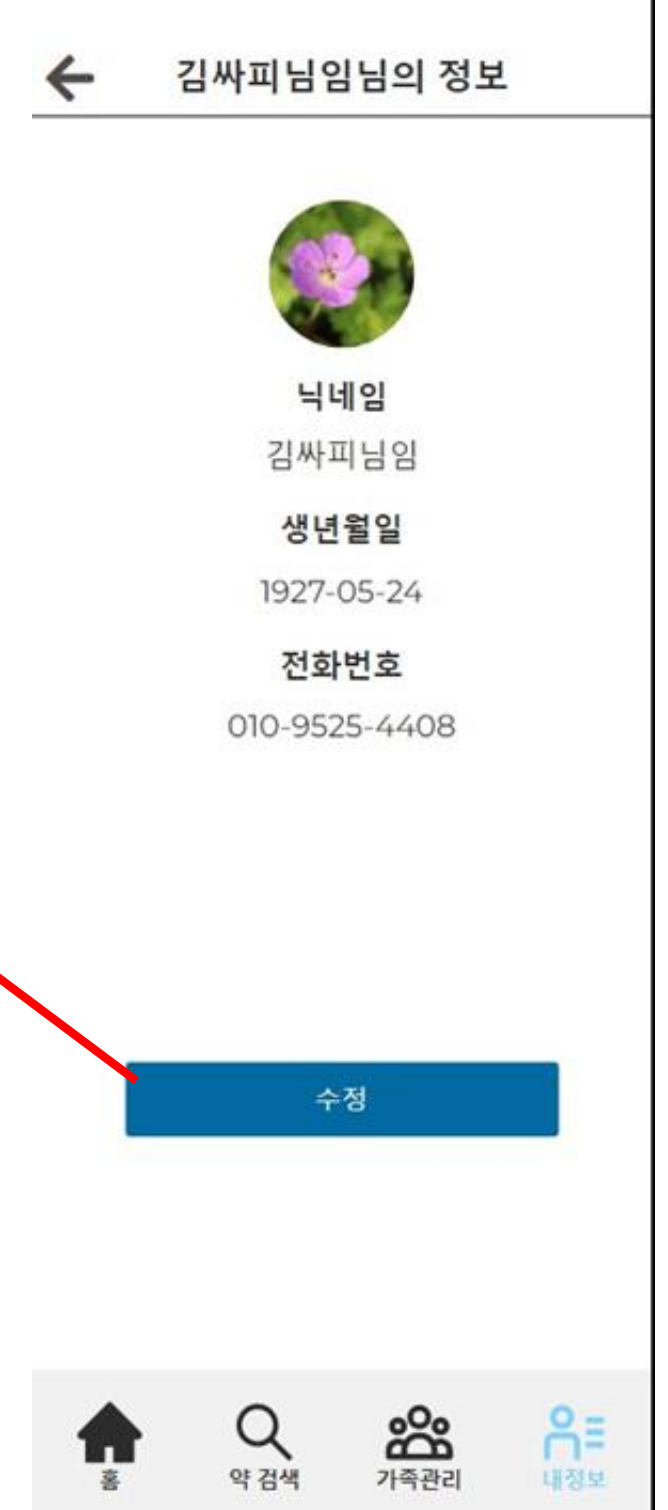 김싸피님임님의 정보
닉네임
김싸피님임
생년월일
1927-05-24
전화번호
010-9525-4408
수정
홈
약 검색
가족관리
내정보